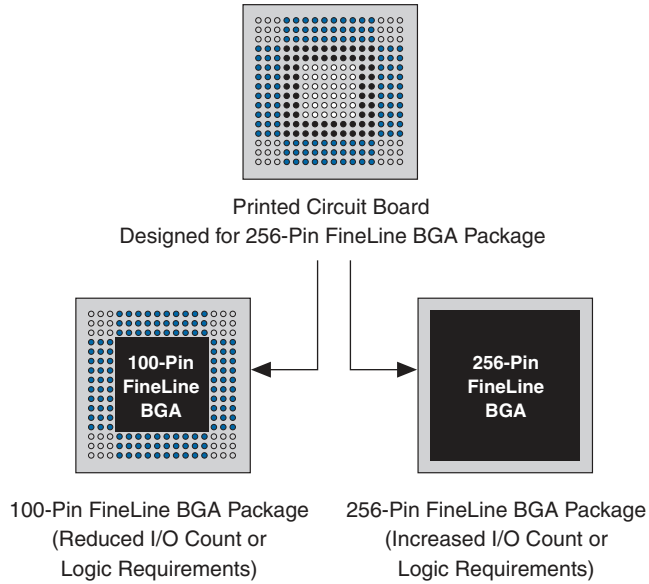 Printed Circuit Board
Designed for 256-Pin FineLine BGA Package
100-Pin
FineLine
BGA
256-Pin
FineLine
BGA
100-Pin FineLine BGA Package
(Reduced I/O Count or
Logic Requirements)
256-Pin FineLine BGA Package
(Increased I/O Count or
Logic Requirements)